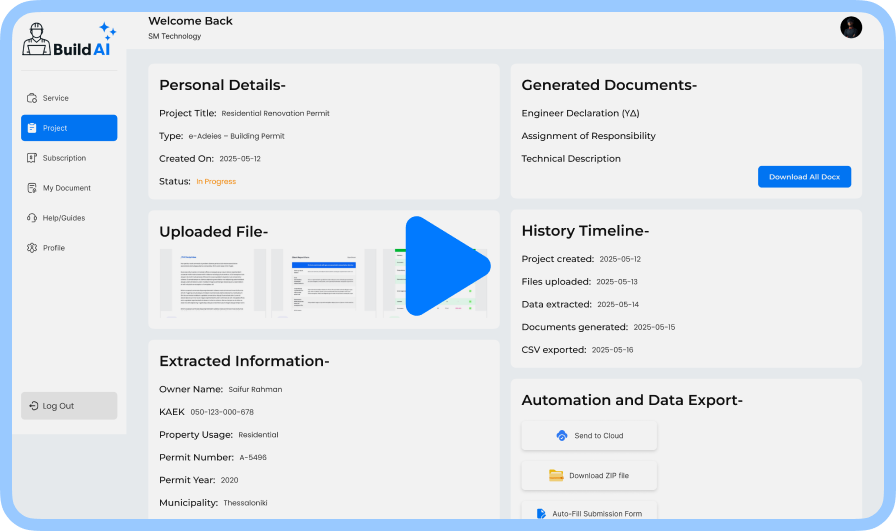 BuildAI
Service
Project
Subscription
My Document
Help/Guides
Profile
Log Out
Welcome Back
SM Technology
Personal Details-
Project Title: Residential Renovation Permit
Type: e-Adeies – Building Permit
Created On: 2025-05-12
Status: In Progress
Uploaded File-
Extracted Information-
Owner Name: Saifur Rahman
KAEK 050-123-000-678
Property Usage: Residential
Permit Number: A-5496
Permit Year: 2020
Municipality: Thessaloniki
Generated Documents-
Engineer Declaration (ΥΔ)
Assignment of Responsibility
Technical Description
Download All Docx
History Timeline-
Project created: 2025-05-12
Files uploaded: 2025-05-13
Data extracted: 2025-05-14
Documents generated: 2025-05-15
CSV exported: 2025-05-16
Automation and Data Export-
Send to Cloud
Download ZIP file
Auto-Fill Submission Form